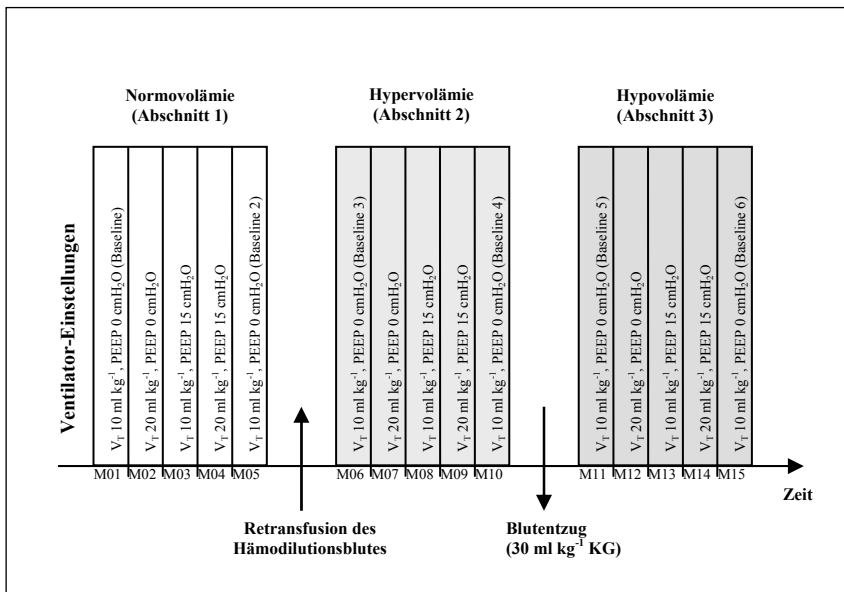 Normovolämie
(Abschnitt 1)
Hypervolämie
(Abschnitt 2)
Hypovolämie
(Abschnitt 3)
Ventilator-Einstellungen
V_T 10 ml kg⁻¹, PEEP 0 cmH₂O (Baseline)
V_T 20 ml kg⁻¹, PEEP 0 cmH₂O
V_T 10 ml kg⁻¹, PEEP 15 cmH₂O
V_T 20 ml kg⁻¹, PEEP 15 cmH₂O
V_T 10 ml kg⁻¹, PEEP 0 cmH₂O (Baseline 2)
V_T 10 ml kg⁻¹, PEEP 0 cmH₂O (Baseline 3)
V_T 20 ml kg⁻¹, PEEP 0 cmH₂O
V_T 10 ml kg⁻¹, PEEP 15 cmH₂O
V_T 20 ml kg⁻¹, PEEP 15 cmH₂O
V_T 10 ml kg⁻¹, PEEP 0 cmH₂O (Baseline 4)
V_T 10 ml kg⁻¹, PEEP 0 cmH₂O (Baseline 5)
V_T 20 ml kg⁻¹, PEEP 0 cmH₂O
V_T 10 ml kg⁻¹, PEEP 15 cmH₂O
V_T 20 ml kg⁻¹, PEEP 15 cmH₂O
V_T 10 ml kg⁻¹, PEEP 0 cmH₂O (Baseline 6)
M01 M02 M03 M04 M05 M06 M07 M08 M09 M10 M11 M12 M13 M14 M15
Zeit
Retransfusion des
Hämodilutionsblutes
Blutentzug
(30 ml kg⁻¹ KG)